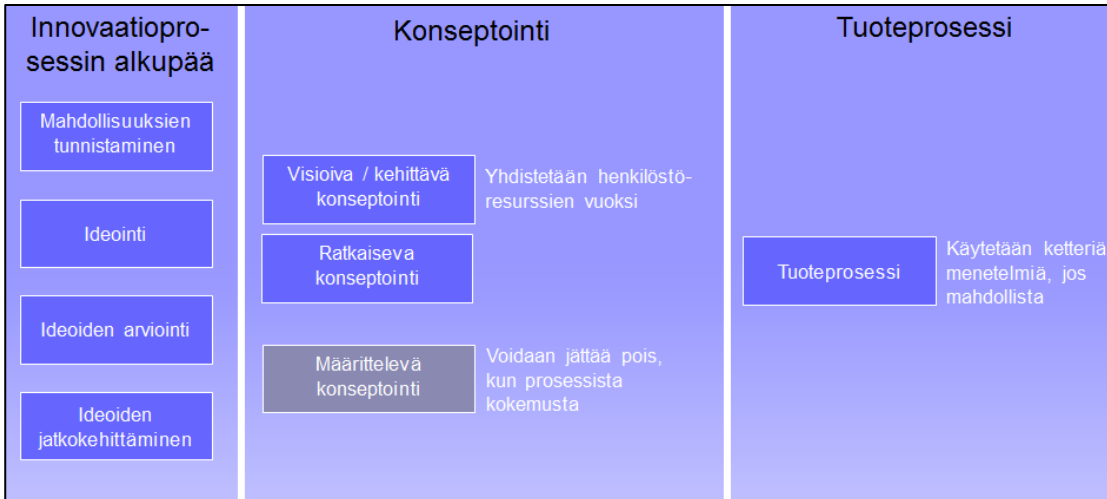 Innovaatiopro-
sessin alkupää
Mahdollisuuksien
tunnistaminen
Ideointi
Ideoiden arviointi
Ideoiden
jatkokehittäminen
Konseptointi
Visioiva / kehittävä
konseptointi
Yhdistetään henkilöstö-
resurssien vuoksi
Ratkaiseva
konseptointi
Määrittelevä
konseptointi
Voidaan jättää pois,
kun prosessista
kokemusta
Tuoteprosessi
Tuoteprosessi
Käytetään ketteriä
menetelmiä, jos
mahdollista